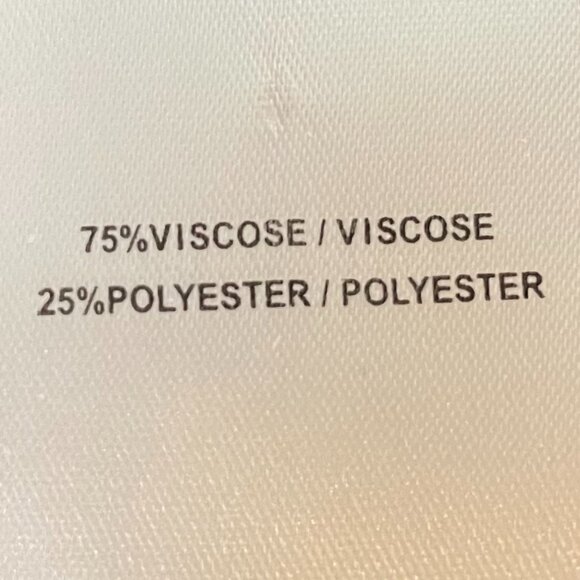 75%VISCOSE / VISCOSE
25%POLYESTER / POLYESTER